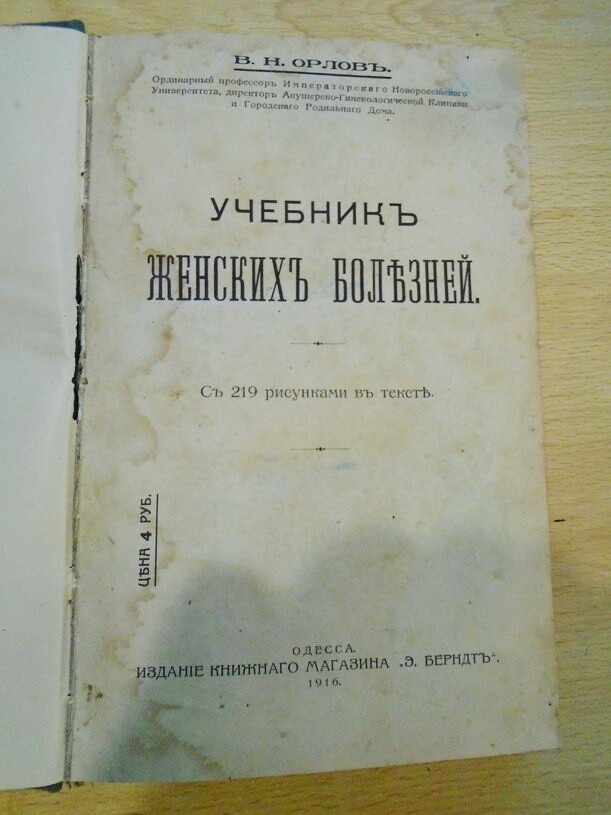 В. Н. ОРЛОВЪ.
Ординарный профессоръ Императорскаго Новороссійскаго
Университета, директоръ Акушерско-Гинекологической Клиники
и Городскаго Родильнаго Дома.
УЧЕБНИКЪ
ЖЕНСКИХЪ БОЛѢЗНЕЙ.
Съ 219 рисунками въ текстѣ.
ЦѢНА 4 РУБ.
ОДЕССА.
ИЗДАНІЕ КНИЖНАГО МАГАЗИНА „Э. БЕРНДТЪ“.
1916.